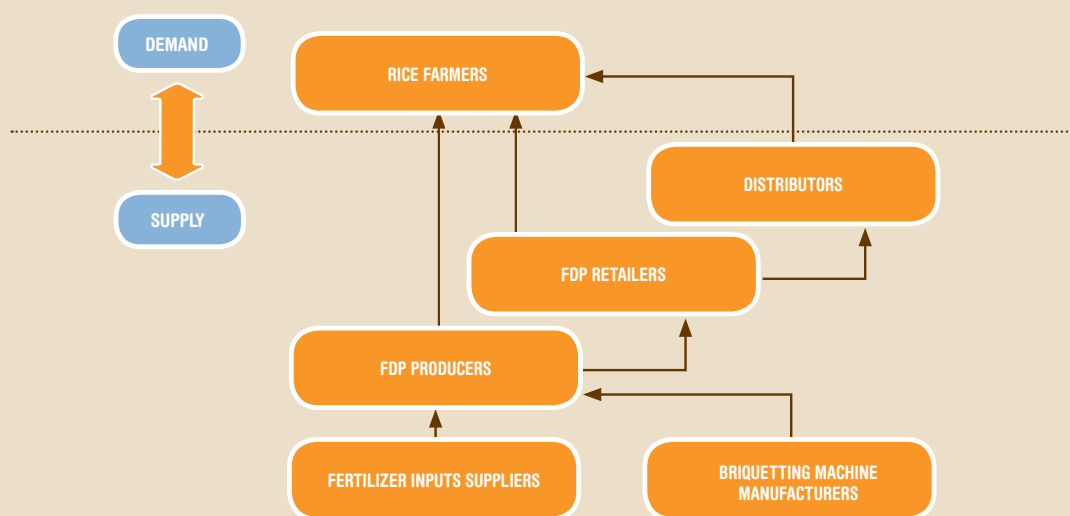 DEMAND
RICE FARMERS
DISTRIBUTORS
SUPPLY
FDP RETAILERS
FDP PRODUCERS
FERTILIZER INPUTS SUPPLIERS
BRIQUETTING MACHINE
MANUFACTURERS